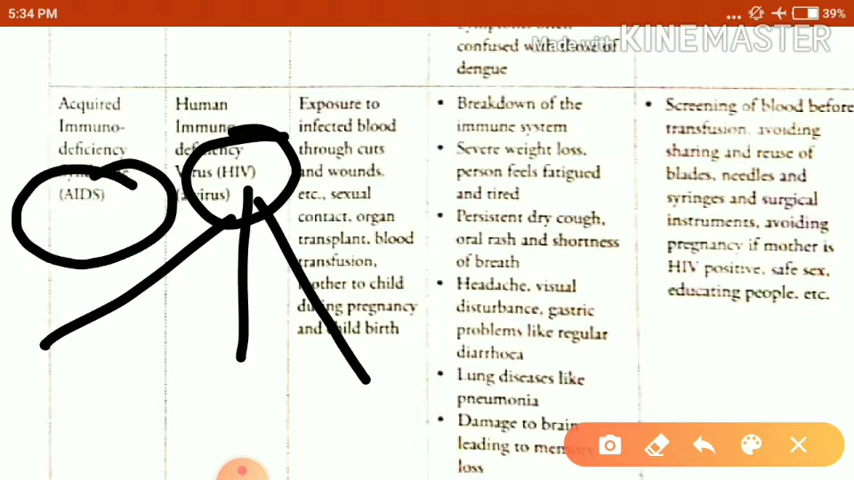 5:34 PM
39%
Made with KINEMASTER
confused with those of
dengue
Acquired
Immuno-
deficiency
Syndrome
(AIDS)
Human
Immuno
deficiency
Virus (HIV)
(a virus)
Exposure to
infected blood
through cuts
and wounds,
etc., sexual
contact, organ
transplant, blood
transfusion,
mother to child
during pregnancy
and child birth
• Breakdown of the
immune system
• Severe weight loss,
person feels fatigued
and tired
• Persistent dry cough,
oral rash and shortness
of breath
• Headache, visual
disturbance, gastric
problems like regular
diarrhoea
• Lung diseases like
pneumonia
• Damage to brain
leading to memory
loss
• Screening of blood before
transfusion, avoiding
sharing and reuse of
blades, needles and
syringes and surgical
instruments, avoiding
pregnancy if mother is
HIV positive, safe sex,
educating people, etc.